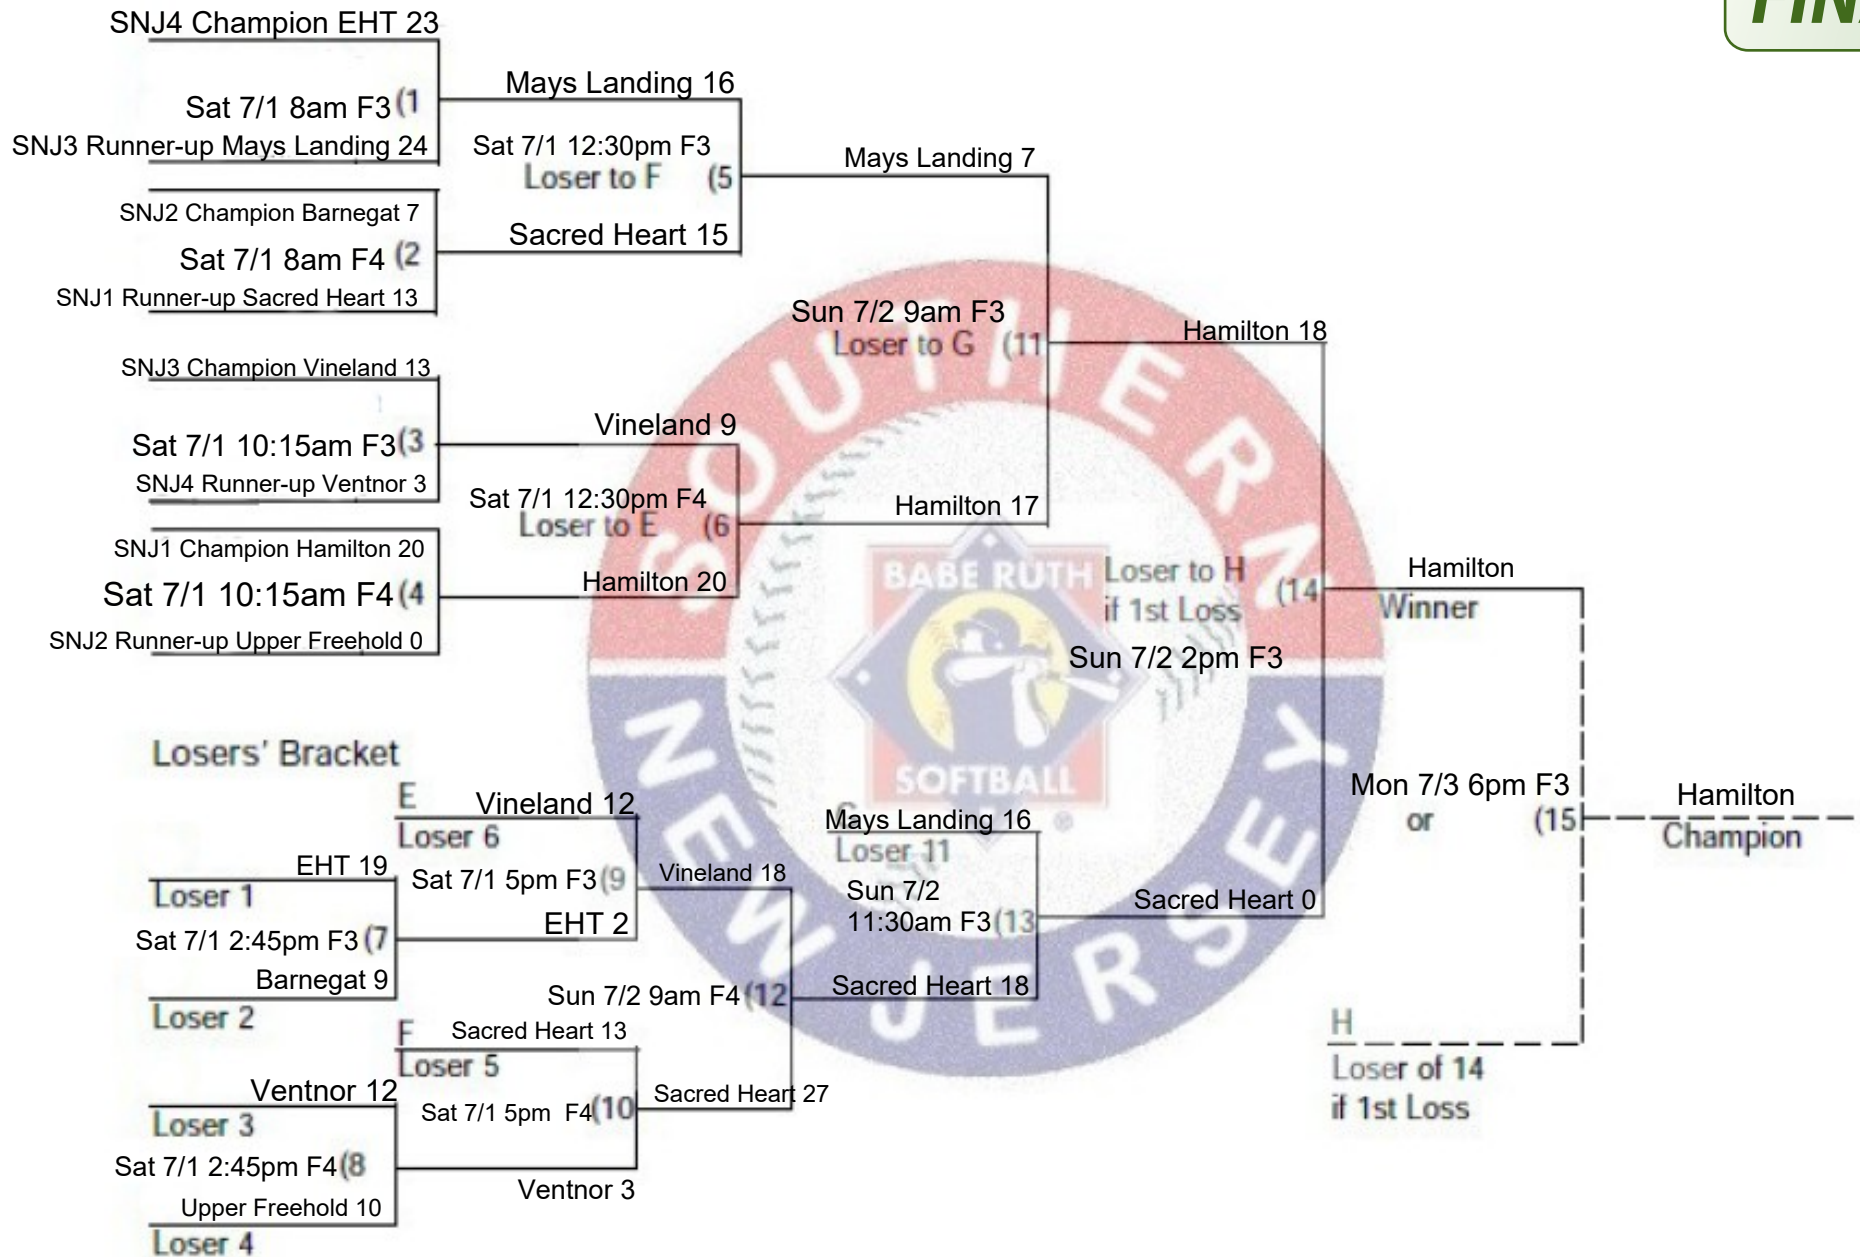 SNJ4 Champion EHT 23
Sat 7/1 8am F3 (1
SNJ3 Runner-up Mays Landing 24
SNJ2 Champion Barnegat 7
Sat 7/1 8am F4 (2
SNJ1 Runner-up Sacred Heart 13
SNJ3 Champion Vineland 13
Sat 7/1 10:15am F3 (3
SNJ4 Runner-up Ventnor 3
SNJ1 Champion Hamilton 20
Sat 7/1 10:15am F4 (4
SNJ2 Runner-up Upper Freehold 0
Mays Landing 16
Sat 7/1 12:30pm F3
Loser to F (5
Sacred Heart 15
Vineland 9
Sat 7/1 12:30pm F4
Loser to E (6
Hamilton 20
Mays Landing 7
Sun 7/2 9am F3
Loser to G (11
Hamilton 17
Hamilton 18
Loser to H
if 1st Loss (14
Sun 7/2 2pm F3
Sacred Heart 0
Hamilton
Winner
Mon 7/3 6pm F3
or (15
Hamilton
Champion
H
Loser of 14
if 1st Loss
Losers' Bracket
EHT 19
Loser 1
Sat 7/1 2:45pm F3 (7
Barnegat 9
Loser 2
Ventnor 12
Loser 3
Sat 7/1 2:45pm F4 (8
Upper Freehold 10
Loser 4
E
Vineland 12
Loser 6
Sat 7/1 5pm F3 (9
EHT 2
F
Sacred Heart 13
Loser 5
Sat 7/1 5pm F4 (10
Ventnor 3
Vineland 18
Sun 7/2 9am F4 (12
Sacred Heart 27
Mays Landing 16
Loser 11
Sun 7/2
11:30am F3 (13
Sacred Heart 18
SOUTHERN
NEW JERSEY
BABE RUTH
SOFTBALL
®